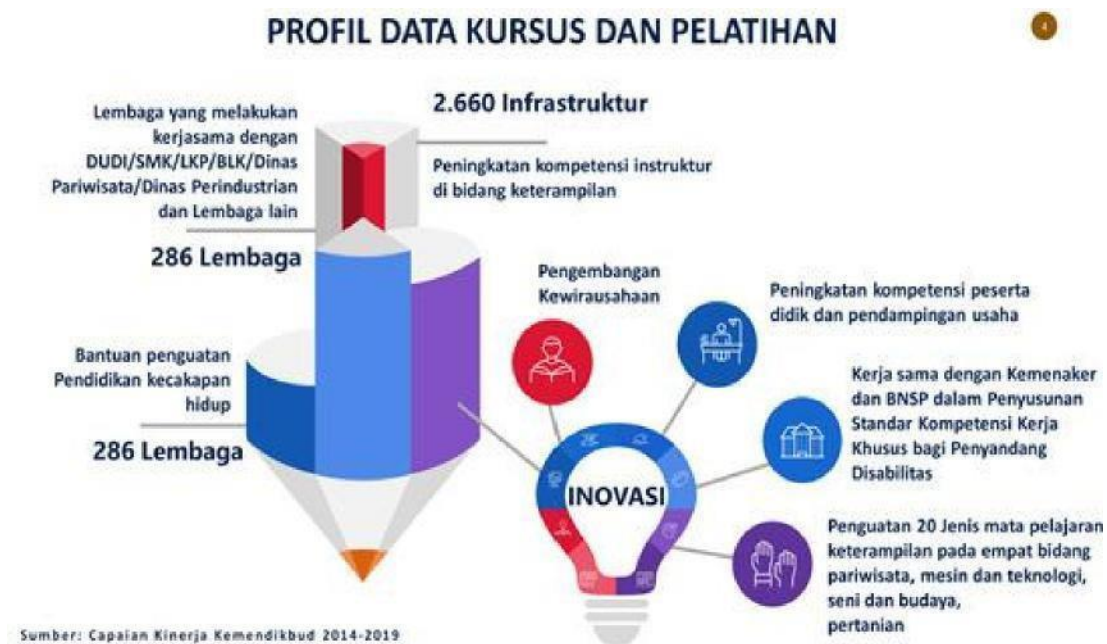 PROFIL DATA KURSUS DAN PELATIHAN
4
Lembaga yang melakukan
kerjasama dengan
DUDI/SMK/LKP/BLK/Dinas
Pariwisata/Dinas Perindustrian
dan Lembaga lain
286 Lembaga
2.660 Infrastruktur
Peningkatan kompetensi instruktur
di bidang keterampilan
Bantuan penguatan
Pendidikan kecakapan
hidup
286 Lembaga
Pengembangan
Kewirausahaan
Peningkatan kompetensi peserta
didik dan pendampingan usaha
Kerja sama dengan Kemenaker
dan BNSP dalam Penyusunan
Standar Kompetensi Kerja
Khusus bagi Penyandang
Disabilitas
INOVASI
Penguatan 20 Jenis mata pelajaran
keterampilan pada empat bidang
pariwisata, mesin dan teknologi,
seni dan budaya,
pertanian
Sumber: Capaian Kinerja Kemendikbud 2014-2019